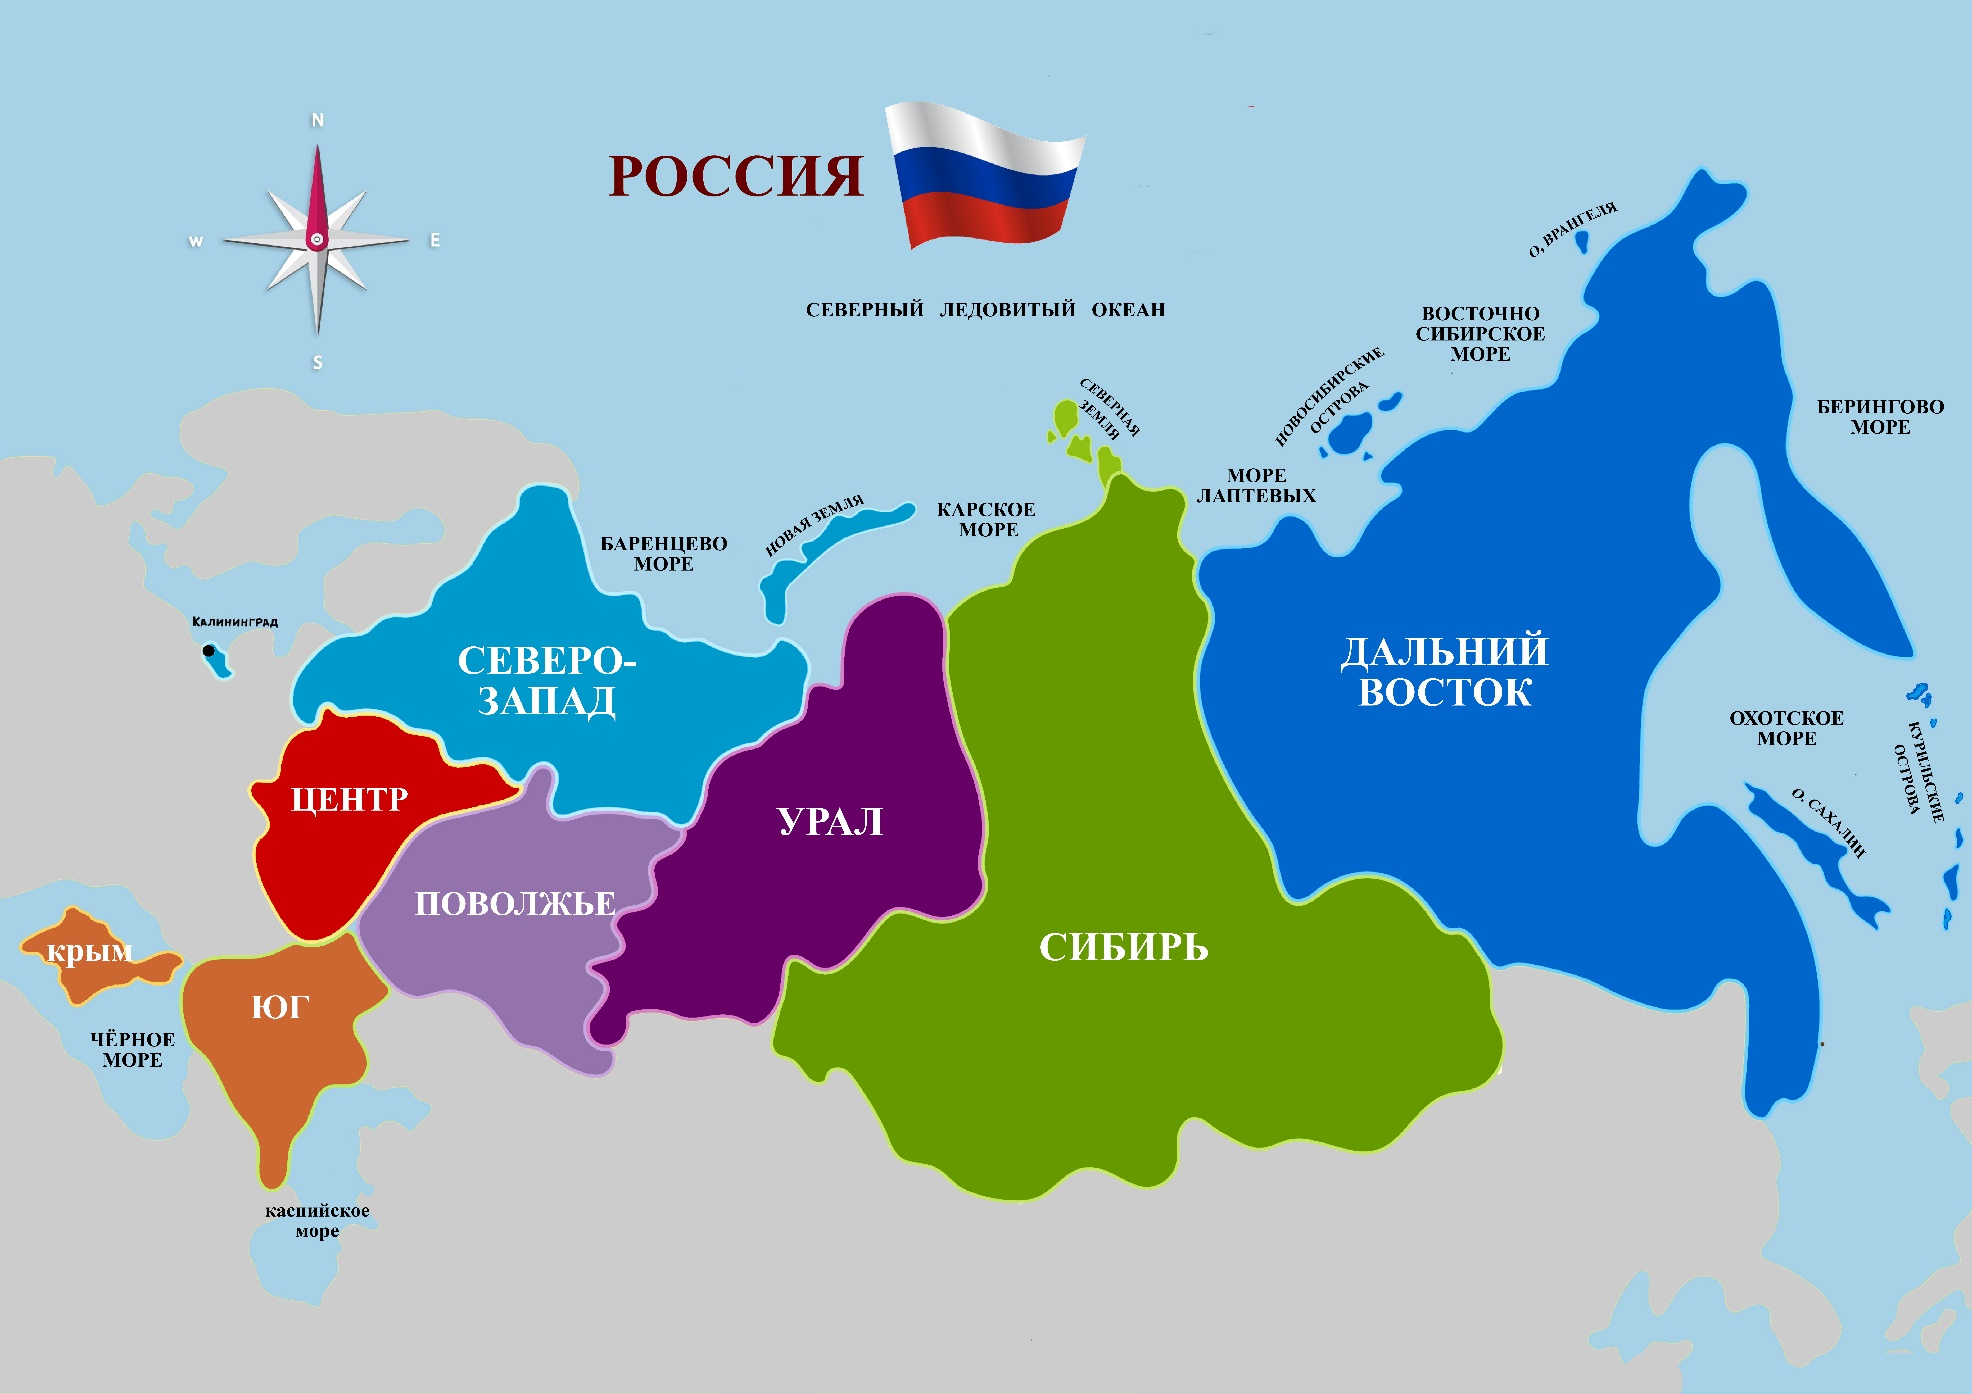 N
W
E
S
РОССИЯ
СЕВЕРНЫЙ ЛЕДОВИТЫЙ ОКЕАН
О, ВРАНГЕЛЯ
ВОСТОЧНО
СИБИРСКОЕ
МОРЕ
НОВОСИБИРСКИЕ
ОСТРОВА
СЕВЕРНАЯ
ЗЕМЛЯ
БЕРИНГОВО
МОРЕ
МОРЕ
ЛАПТЕВЫХ
КАРСКОЕ
МОРЕ
НОВАЯ ЗЕМЛЯ
БАРЕНЦЕВО
МОРЕ
КАЛИНИНГРАД
СЕВЕРО-
ЗАПАД
ДАЛЬНИЙ
ВОСТОК
ОХОТСКОЕ
МОРЕ
КУРИЛЬСКИЕ
ОСТРОВА
О. САХАЛИН
ЦЕНТР
УРАЛ
ПОВОЛЖЬЕ
СИБИРЬ
крым
ЮГ
ЧЁРНОЕ
МОРЕ
каспийское
море